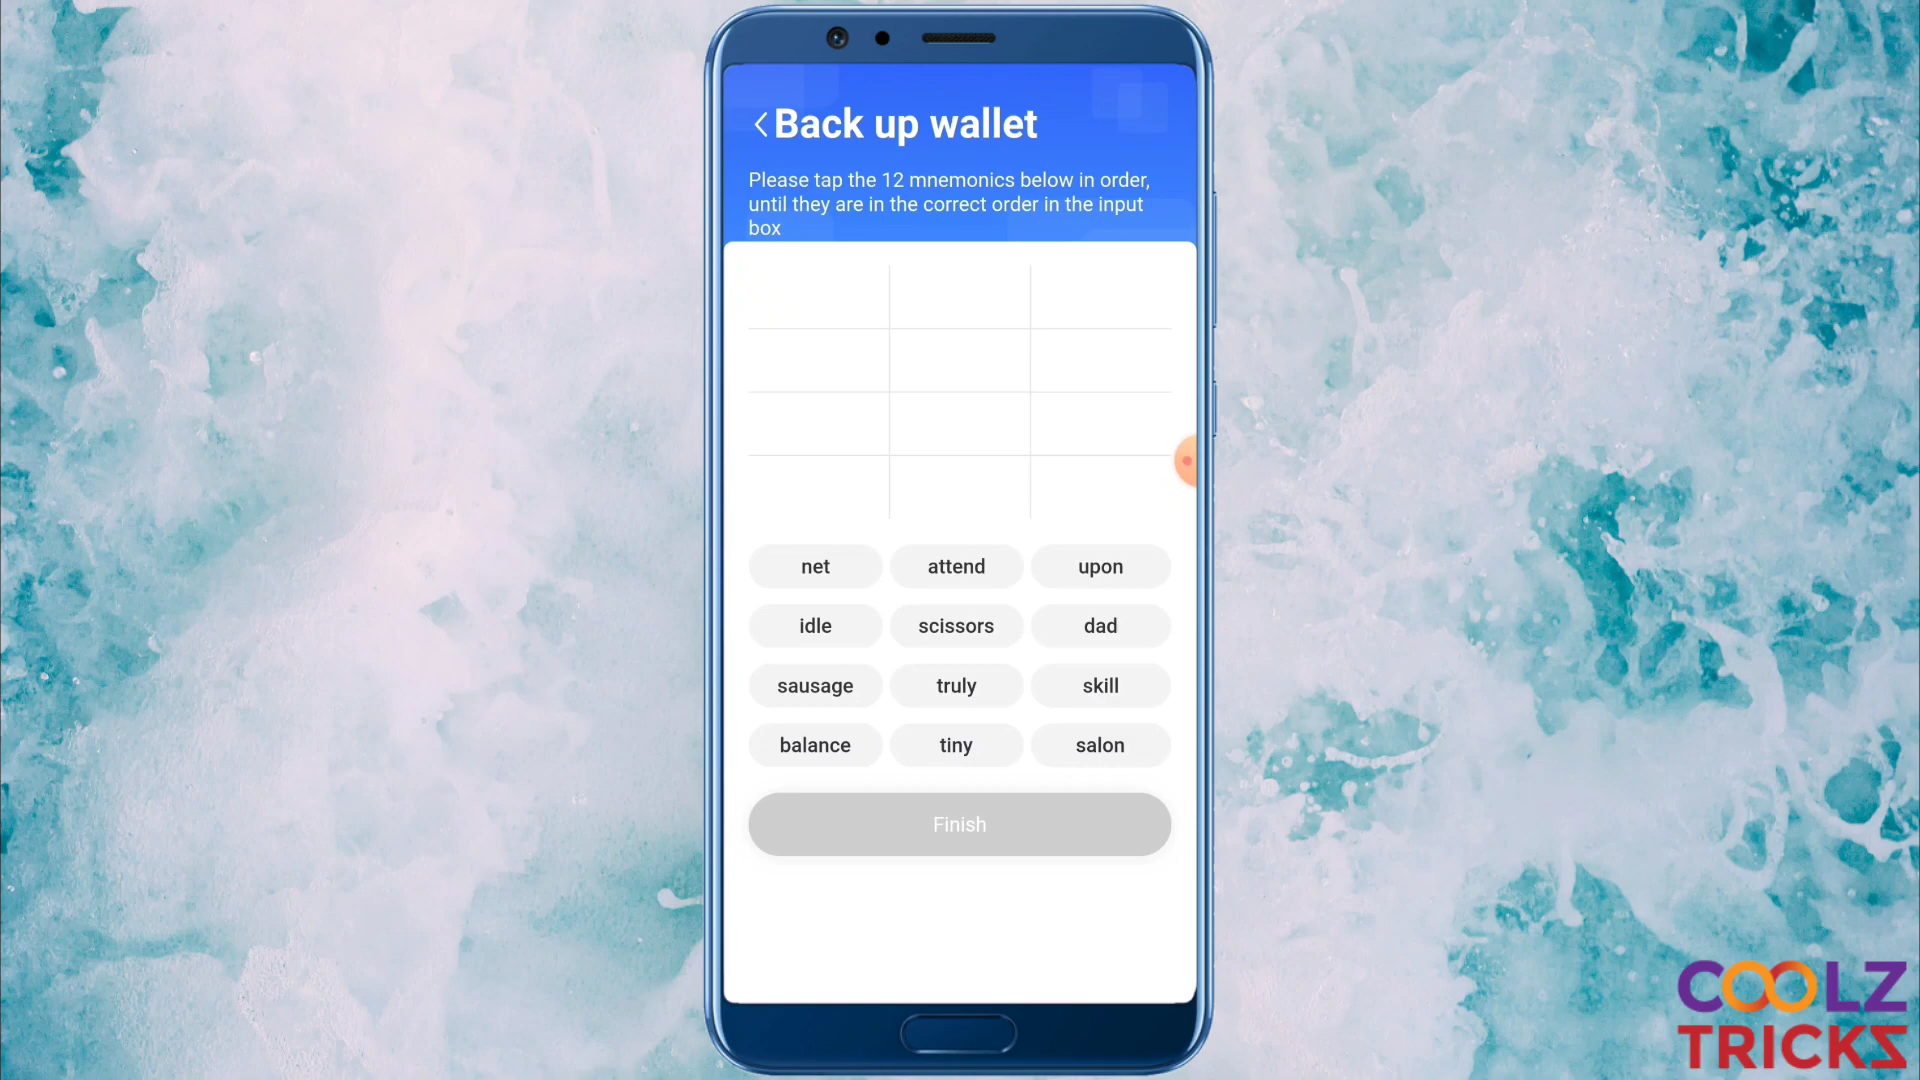 Back up wallet
Please tap the 12 mnemonics below in order,
until they are in the correct order in the input
box
net attend upon
idle scissors dad
sausage truly skill
balance tiny salon
Finish
COOLZ
TRICKS